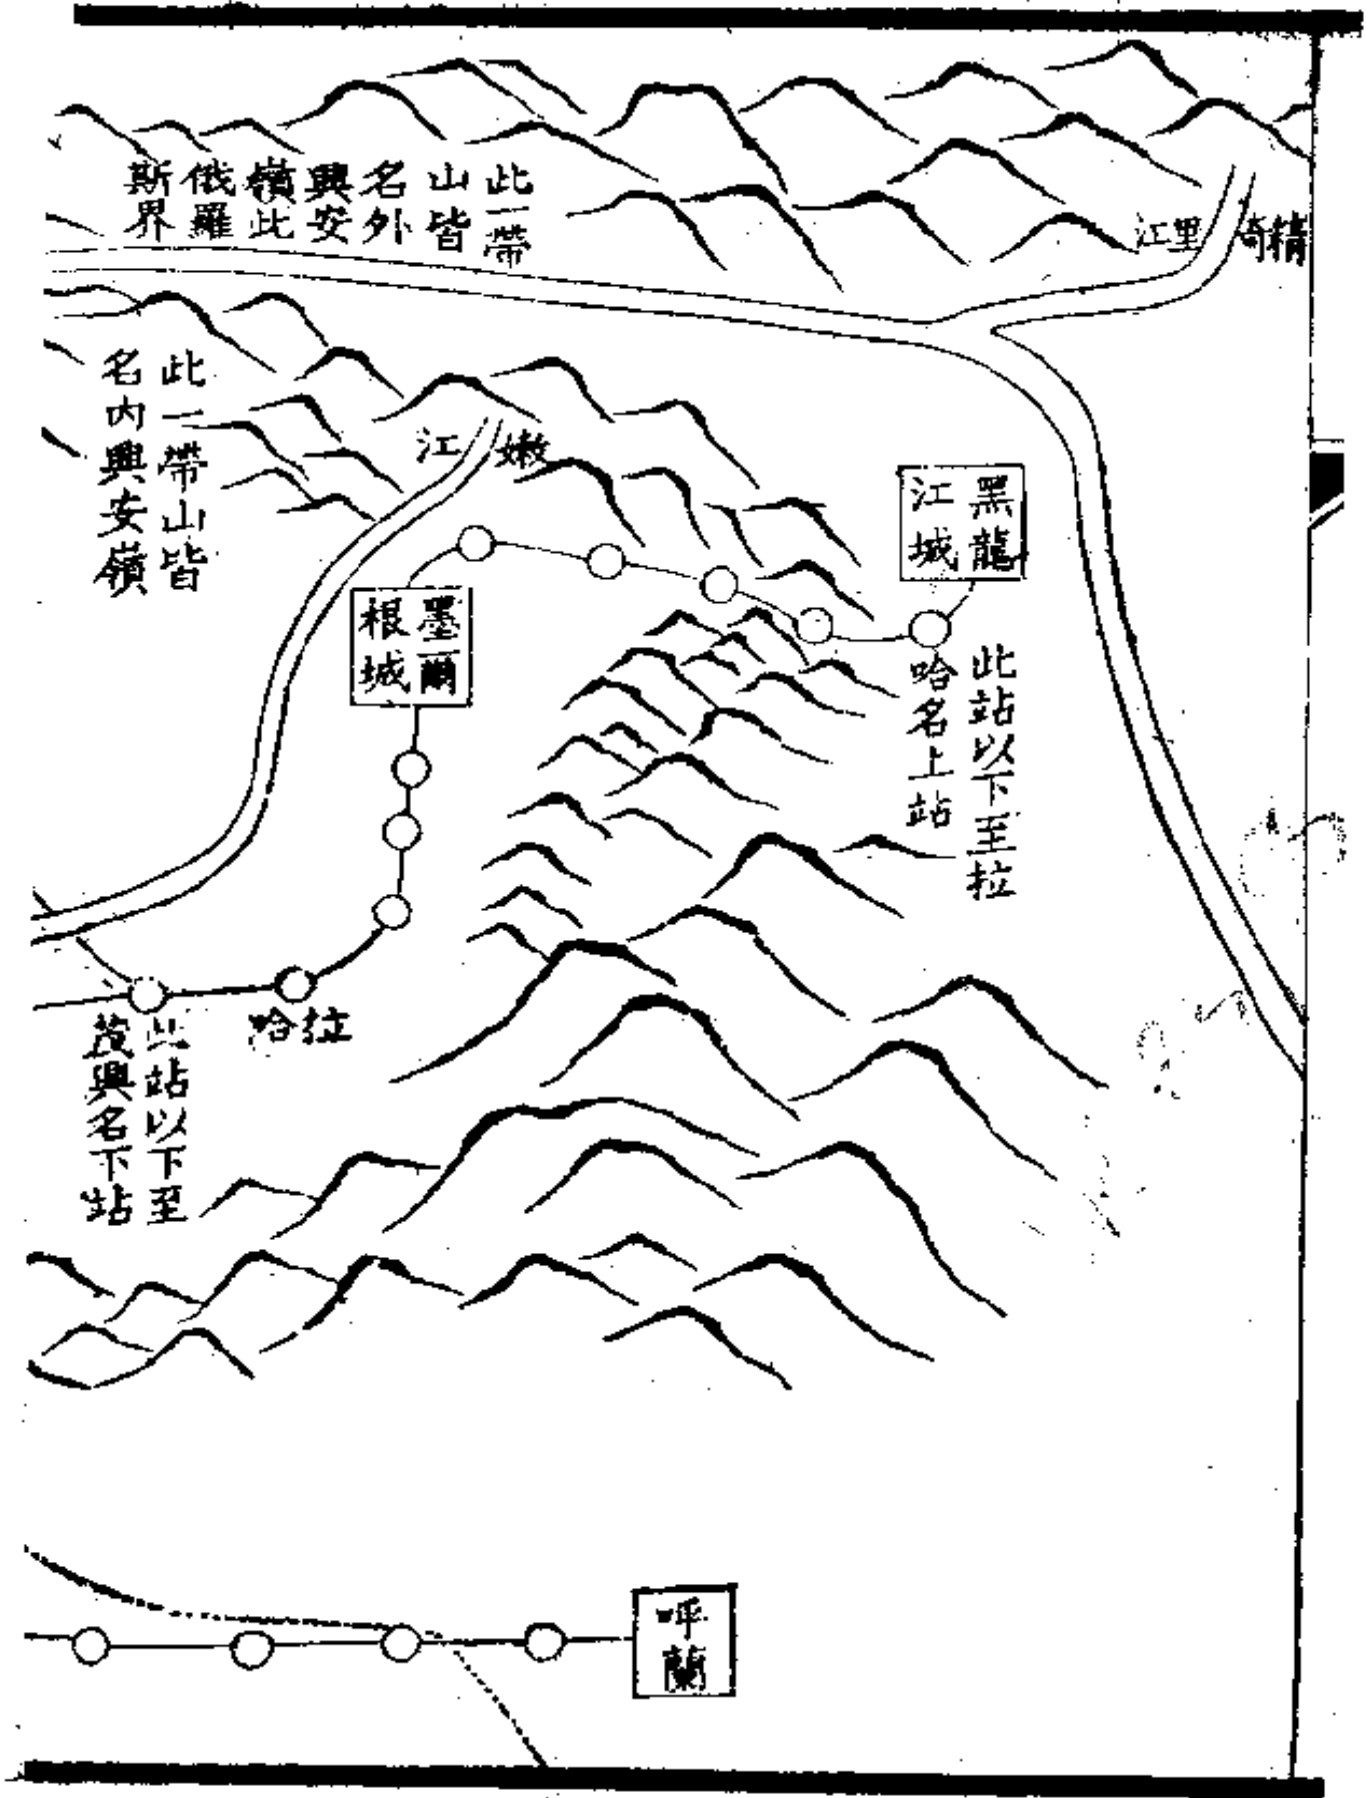 精
奇
里
江
此一帶
山皆
名外
興安
嶺此
俄羅
斯界
嫩
江
此一帶山皆
名内興安嶺
黑龍
江城
墨爾
根城
此站以下至拉
哈名上站
拉哈
此站以下至
茂興名下站
呼蘭